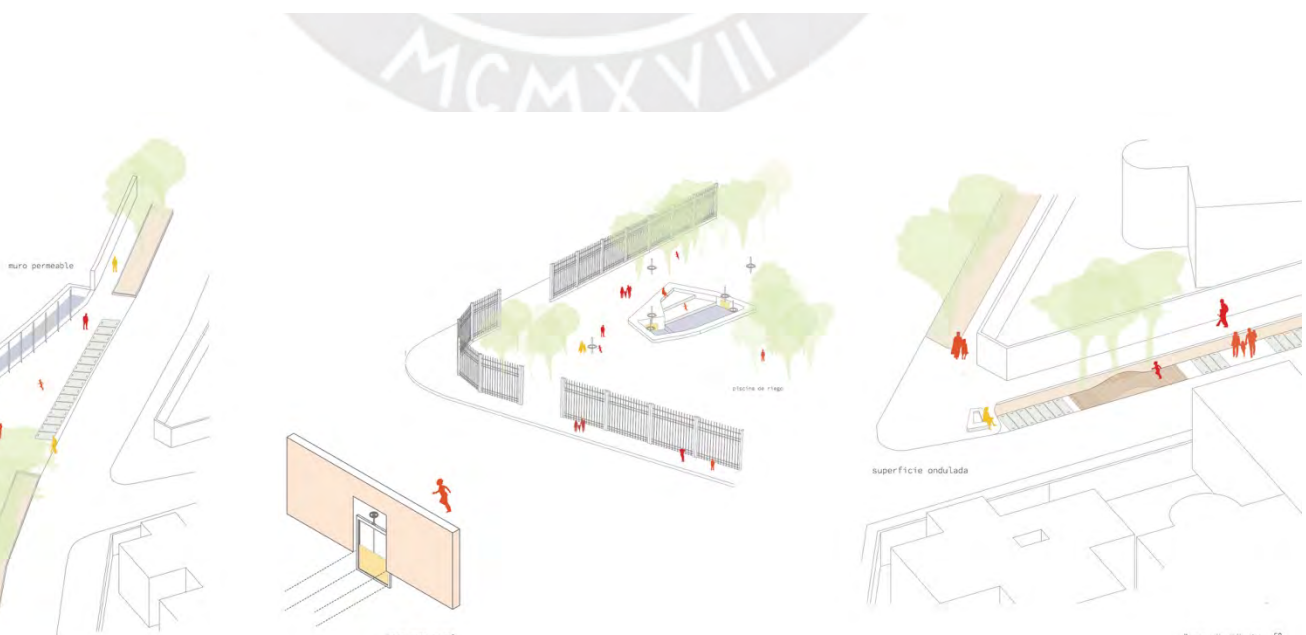 MCMXVII
muro permeable
piscina de riego
superficie ondulada